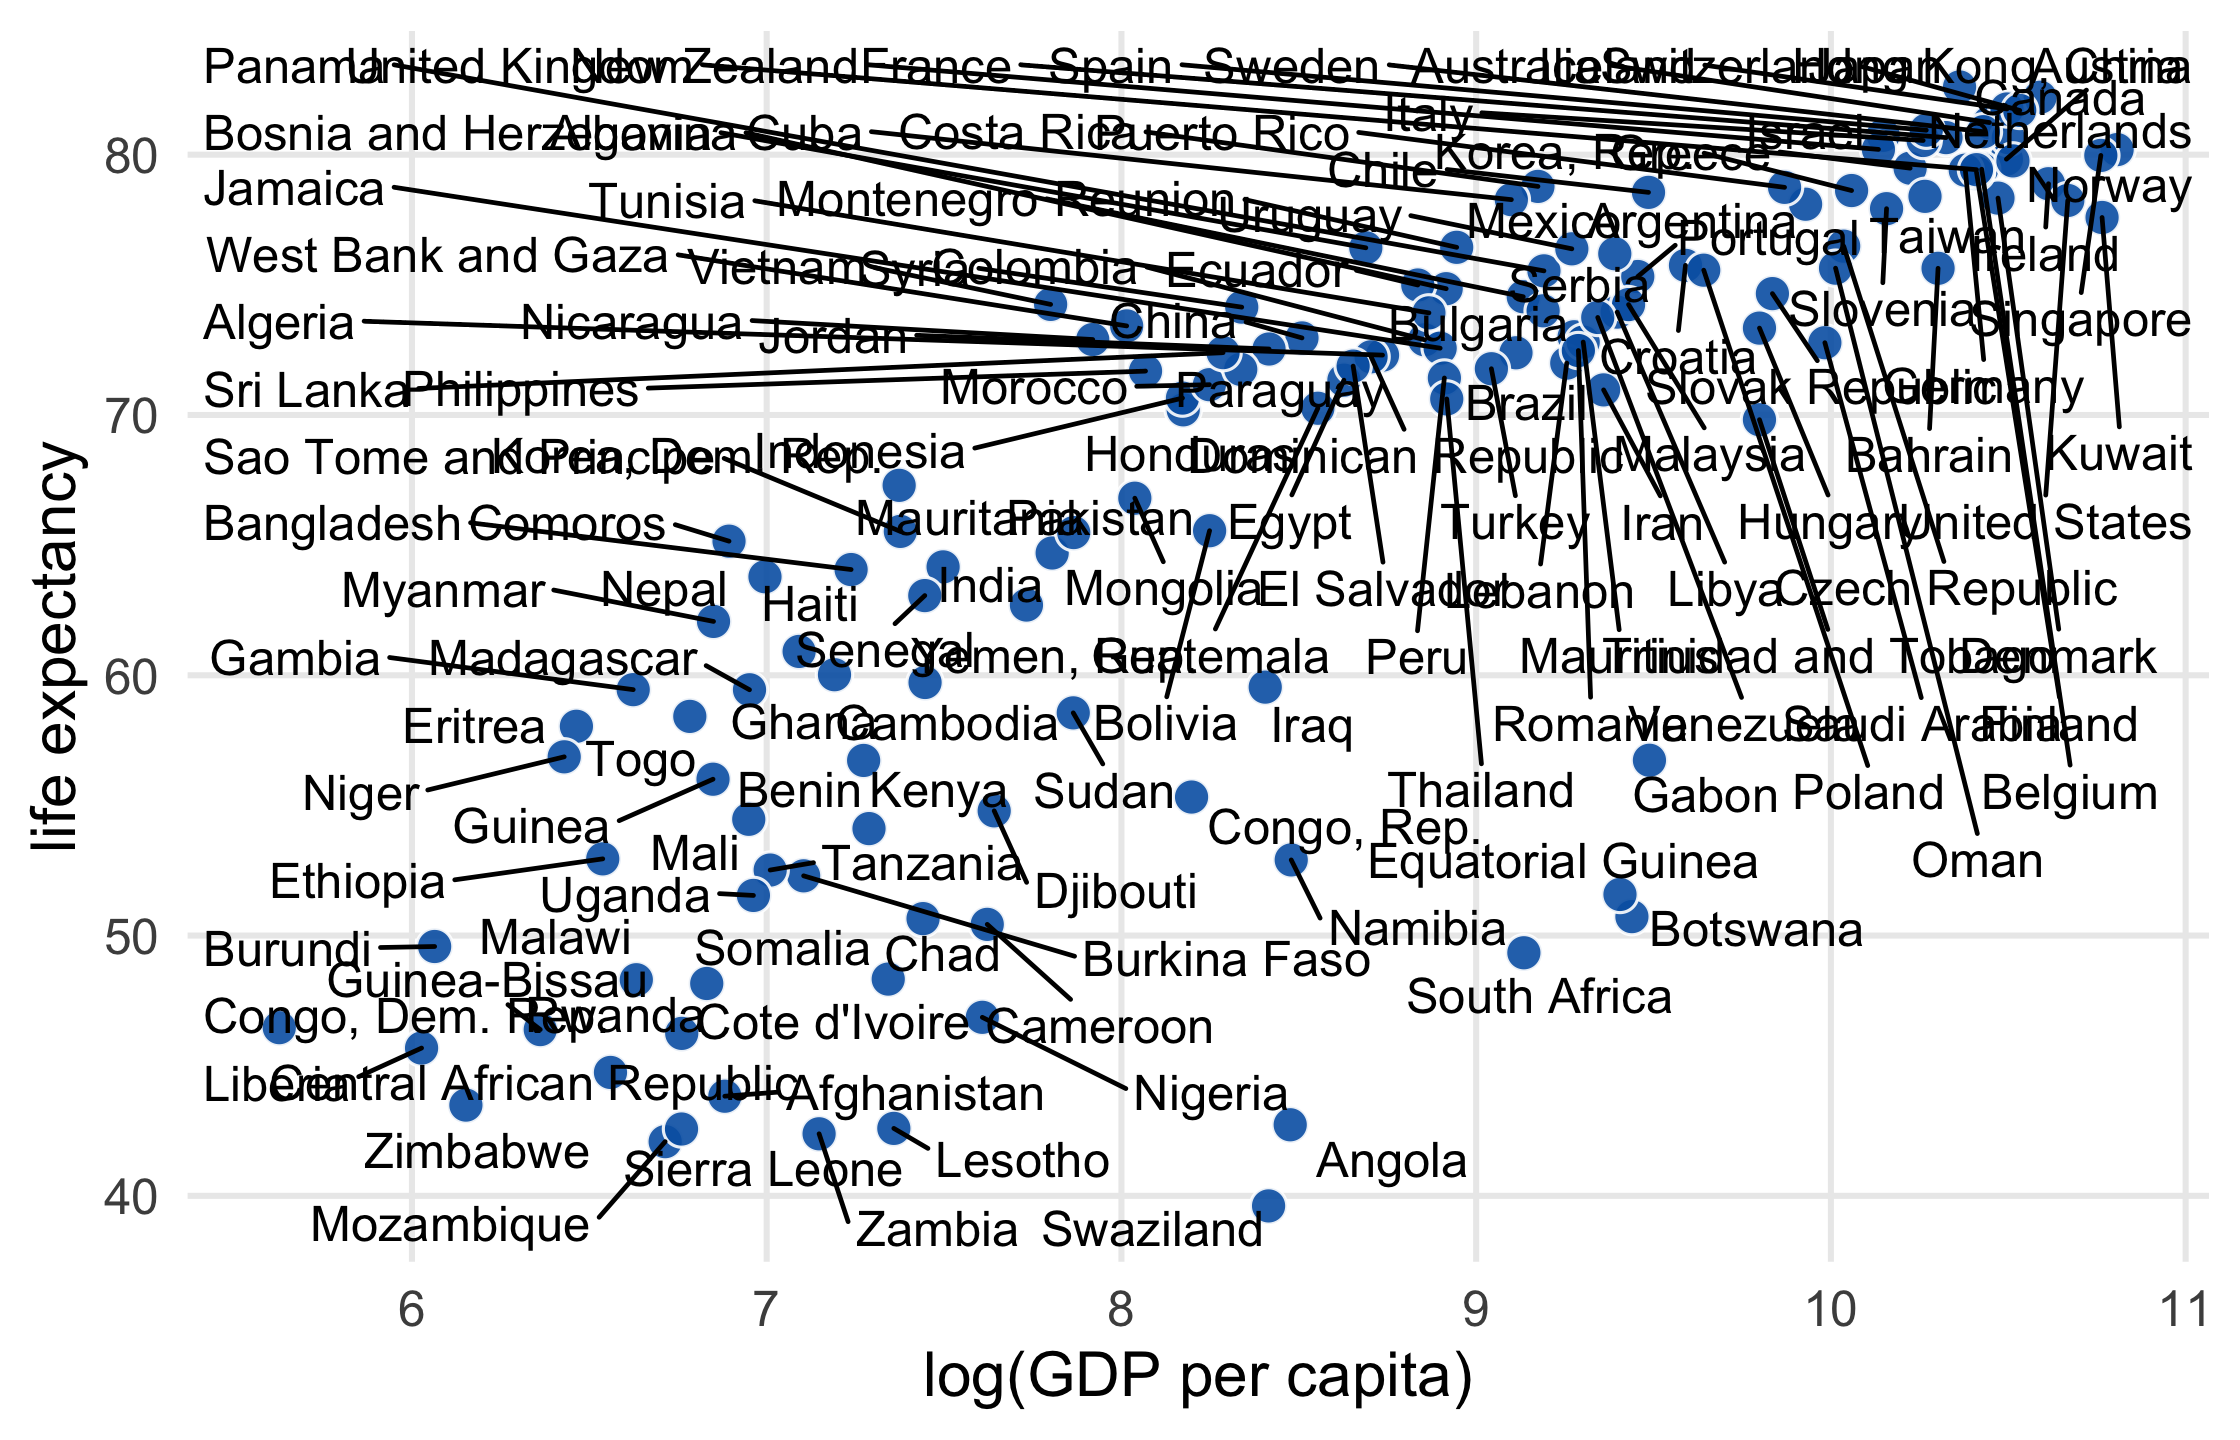 Panama United Kingdom New Zealand France Spain Sweden Australia Iceland Switzerland Japan Hong Kong, China Austria
Canada
Italy
Bosnia and Herzegovina Albania Cuba Costa Rica Puerto Rico Israel Netherlands
80
Korea, Rep. Greece
Chile
Jamaica Norway
Tunisia Montenegro Reunion Uruguay Mexico Argentina
Portugal Taiwan
West Bank and Gaza Vietnam Syria Colombia Ecuador Ireland
Serbia
Slovenia
Algeria Nicaragua Jordan China Bulgaria Singapore
Croatia
Sri Lanka Philippines Morocco Paraguay Brazil Slovak Republic Germany
70
Sao Tome and Principe Korea, Dem. Rep. Indonesia Honduras Dominican Republic Malaysia Bahrain Kuwait
Bangladesh Comoros Mauritania Pakistan Egypt Turkey Iran Hungary United States
Myanmar Nepal Haiti India Mongolia El Salvador Lebanon Libya Czech Republic
Gambia Madagascar Senegal Yemen, Rep. Guatemala Peru Mauritius Trinidad and Tobago Denmark
60
Eritrea Togo Ghana Cambodia Bolivia Iraq Romania Venezuela Saudi Arabia Finland
Niger Benin Kenya Sudan Thailand Gabon Poland Belgium
Guinea Congo, Rep.
Mali Tanzania Equatorial Guinea Oman
Ethiopia Uganda Djibouti
Burundi Malawi Somalia Chad Burkina Faso Namibia Botswana
50
Guinea-Bissau South Africa
Congo, Dem. Rep. Rwanda Cote d'Ivoire Cameroon
Liberia Central African Republic Afghanistan Nigeria
Zimbabwe Sierra Leone Lesotho Angola
40
Mozambique Zambia Swaziland
life expectancy
6 7 8 9 10 11
log(GDP per capita)